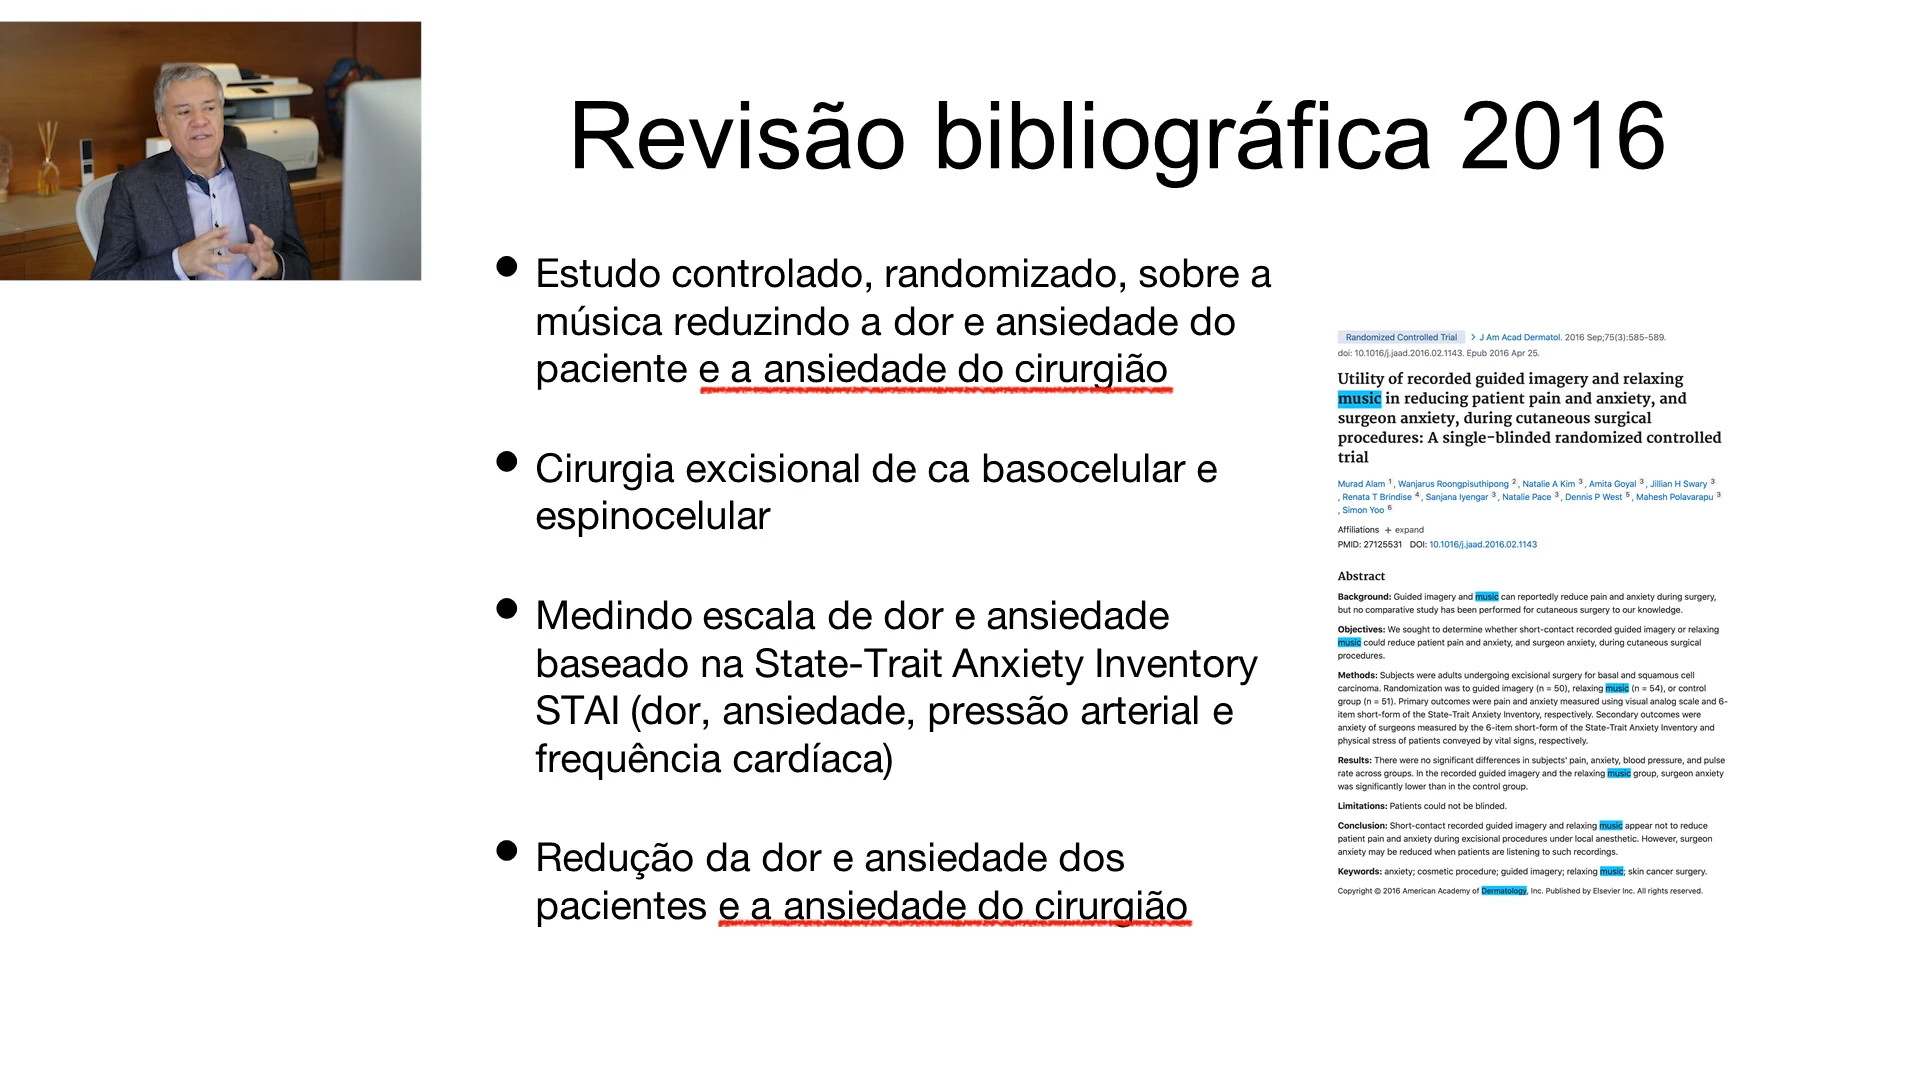 Revisão bibliográfica 2016
• Estudo controlado, randomizado, sobre a
música reduzindo a dor e ansiedade do
paciente e a ansiedade do cirurgião
• Cirurgia excisional de ca basocelular e
espinocelular
• Medindo escala de dor e ansiedade
baseado na State-Trait Anxiety Inventory
STAI (dor, ansiedade, pressão arterial e
frequência cardíaca)
• Redução da dor e ansiedade dos
pacientes e a ansiedade do cirurgião
Randomized Controlled Trial > J Am Acad Dermatol. 2016 Sep;75(3):585-589.
doi: 10.1016/j.jaad.2016.02.1143. Epub 2016 Apr 25.
Utility of recorded guided imagery and relaxing
music in reducing patient pain and anxiety, and
surgeon anxiety, during cutaneous surgical
procedures: A single-blinded randomized controlled
trial
Murad Alam 1, Wanjarus Roongpisuthipong 2, Natalie A Kim 3, Amita Goyal 3, Jillian H Swary 3
, Renata T Brindise 4, Sanjana Iyengar 3, Natalie Pace 3, Dennis P West 5, Mahesh Polavarapu 3
, Simon Yoo 6
Affiliations + expand
PMID: 27125531 DOI: 10.1016/j.jaad.2016.02.1143
Abstract
Background: Guided imagery and music can reportedly reduce pain and anxiety during surgery,
but no comparative study has been performed for cutaneous surgery to our knowledge.
Objectives: We sought to determine whether short-contact recorded guided imagery or relaxing
music could reduce patient pain and anxiety, and surgeon anxiety, during cutaneous surgical
procedures.
Methods: Subjects were adults undergoing excisional surgery for basal and squamous cell
carcinoma. Randomization was to guided imagery (n = 50), relaxing music (n = 54), or control
group (n = 51). Primary outcomes were pain and anxiety measured using visual analog scale and 6-
item short-form of the State-Trait Anxiety Inventory, respectively. Secondary outcomes were
anxiety of surgeons measured by the 6-item short-form of the State-Trait Anxiety Inventory and
physical stress of patients conveyed by vital signs, respectively.
Results: There were no significant differences in subjects' pain, anxiety, blood pressure, and pulse
rate across groups. In the recorded guided imagery and the relaxing music group, surgeon anxiety
was significantly lower than in the control group.
Limitations: Patients could not be blinded.
Conclusion: Short-contact recorded guided imagery and relaxing music appear not to reduce
patient pain and anxiety during excisional procedures under local anesthetic. However, surgeon
anxiety may be reduced when patients are listening to such recordings.
Keywords: anxiety; cosmetic procedure; guided imagery; relaxing music; skin cancer surgery.
Copyright © 2016 American Academy of Dermatology, Inc. Published by Elsevier Inc. All rights reserved.